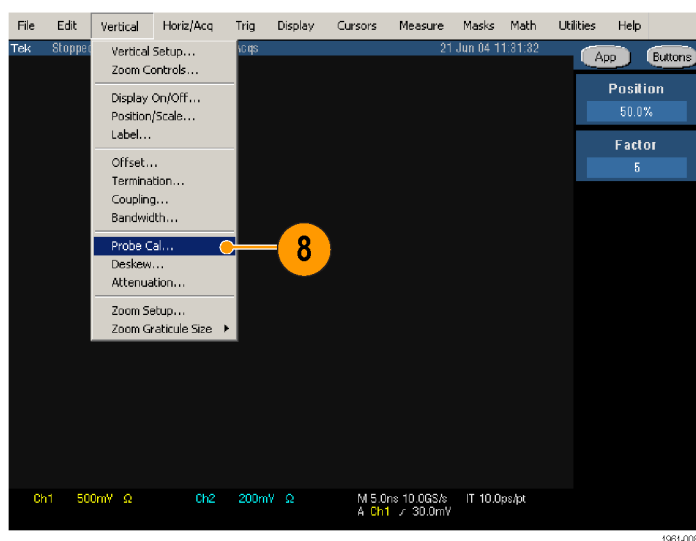 File Edit Vertical Horiz/Acq Trig Display Cursors Measure Masks Math Utilities Help
Tek Stopped Acqs 21 Jun 04 11:31:32
App Buttons
Vertical Setup...
Zoom Controls...
Display On/Off...
Position/Scale...
Label...
Offset...
Termination...
Coupling...
Bandwidth...
Probe Cal...
8
Deskew...
Attenuation...
Zoom Setup...
Zoom Graticule Size
Position
50.0%
Factor
5
Ch1 500mV Ω Ch2 200mV Ω M 5.0ns 10.0GS/s IT 10.0ps/pt
A Ch1 30.0mV